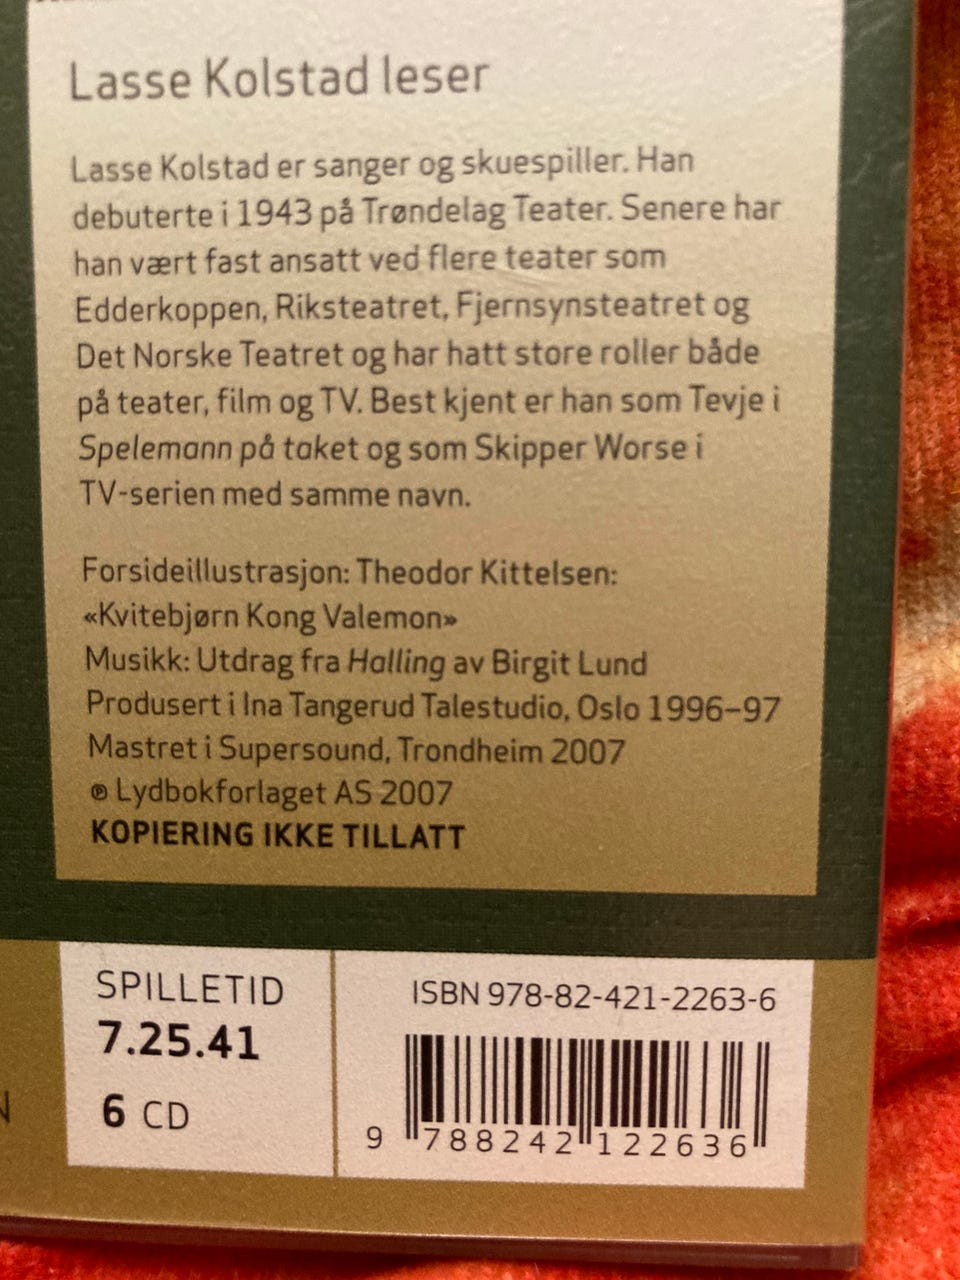 Lasse Kolstad leser
Lasse Kolstad er sanger og skuespiller. Han
debuterte i 1943 på Trøndelag Teater. Senere har
han vært fast ansatt ved flere teater som
Edderkoppen, Riksteatret, Fjernsynsteatret og
Det Norske Teatret og har hatt store roller både
på teater, film og TV. Best kjent er han som Tevje i
Spelemann på taket og som Skipper Worse i
TV-serien med samme navn.
Forsideillustrasjon: Theodor Kittelsen:
«Kvitebjørn Kong Valemon»
Musikk: Utdrag fra Halling av Birgit Lund
Produsert i Ina Tangerud Talestudio, Oslo 1996–97
Mastret i Supersound, Trondheim 2007
℗ Lydbokforlaget AS 2007
KOPIERING IKKE TILLATT
SPILLETID
7.25.41
6 CD
ISBN 978-82-421-2263-6
9 788242 122636